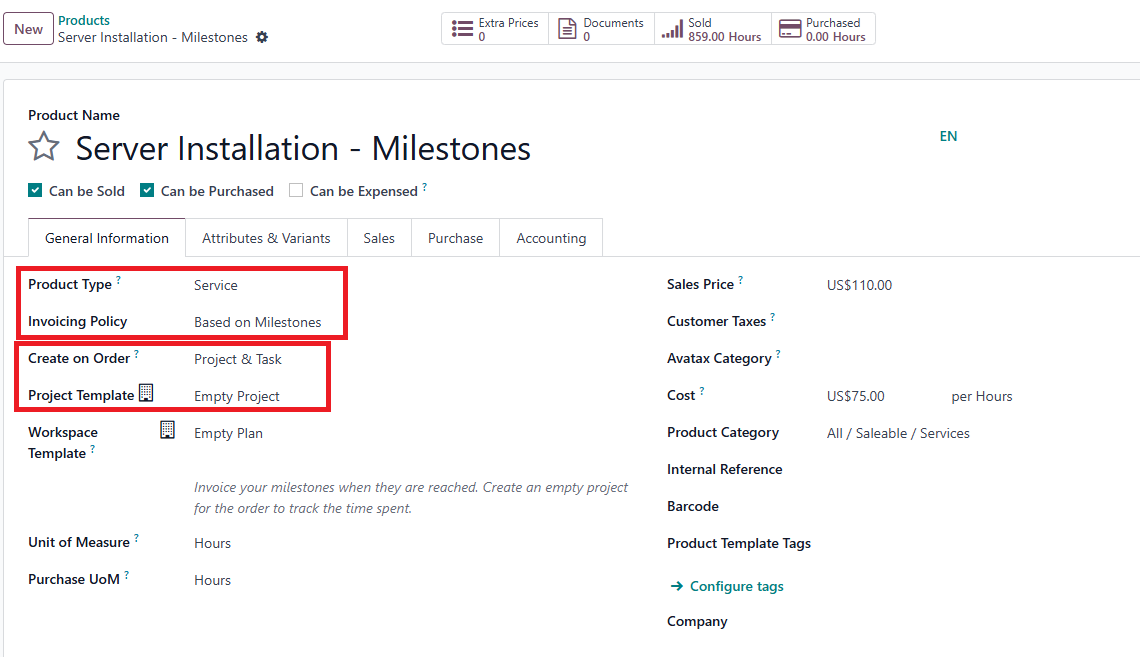 New
Products
Server Installation - Milestones
Extra Prices
0
Documents
0
Sold
859.00 Hours
Purchased
0.00 Hours
Product Name
Server Installation - Milestones
EN
Can be Sold
Can be Purchased
Can be Expensed ?
General Information
Attributes & Variants
Sales
Purchase
Accounting
Product Type ? Service
Invoicing Policy Based on Milestones
Create on Order ? Project & Task
Project Template Empty Project
Workspace
Template ?
Empty Plan
Invoice your milestones when they are reached. Create an empty project
for the order to track the time spent.
Unit of Measure ? Hours
Purchase UoM ? Hours
Sales Price ? US$110.00
Customer Taxes ?
Avatax Category ?
Cost ? US$75.00 per Hours
Product Category All / Saleable / Services
Internal Reference
Barcode
Product Template Tags
→ Configure tags
Company